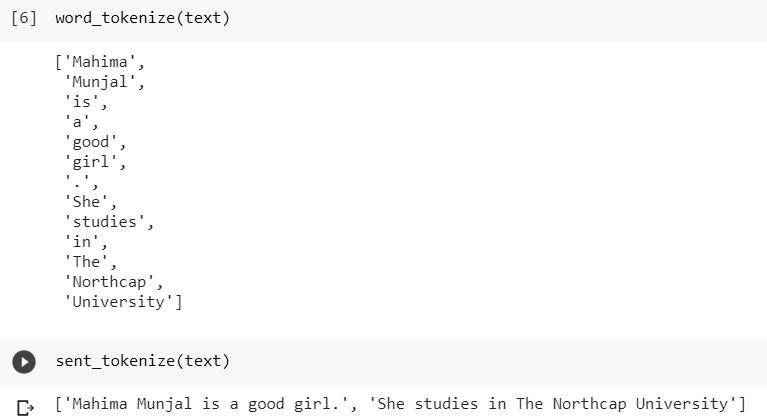 [6] word_tokenize(text)
['Mahima',
'Munjal',
'is',
'a',
'good',
'girl',
'.',
'She',
'studies',
'in',
'The',
'Northcap',
'University']
sent_tokenize(text)
['Mahima Munjal is a good girl.', 'She studies in The Northcap University']